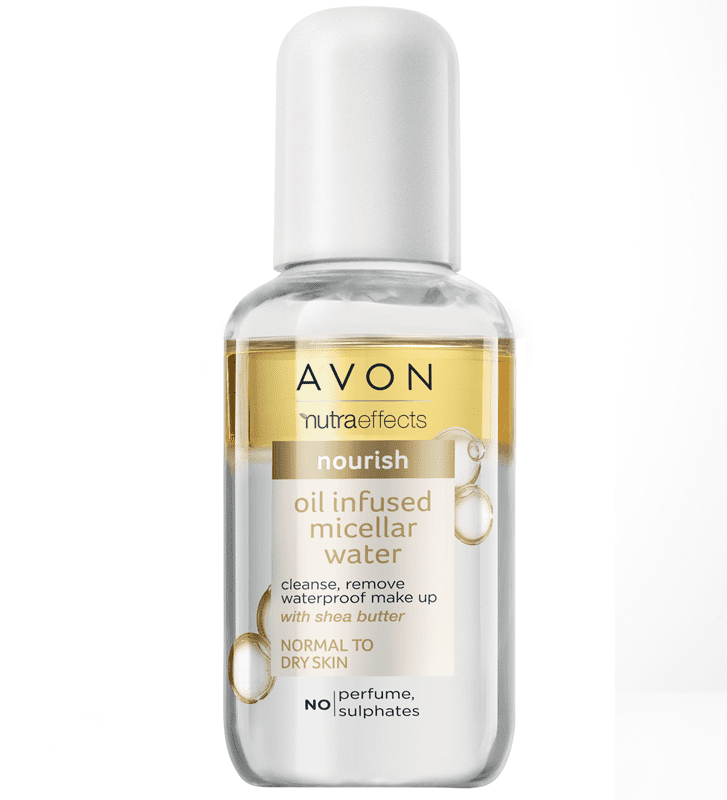 AVON
nutraeffects
nourish
oil infused
micellar
water
cleanse, remove
waterproof make up
with shea butter
NORMAL TO
DRY SKIN
NO perfume,
sulphates